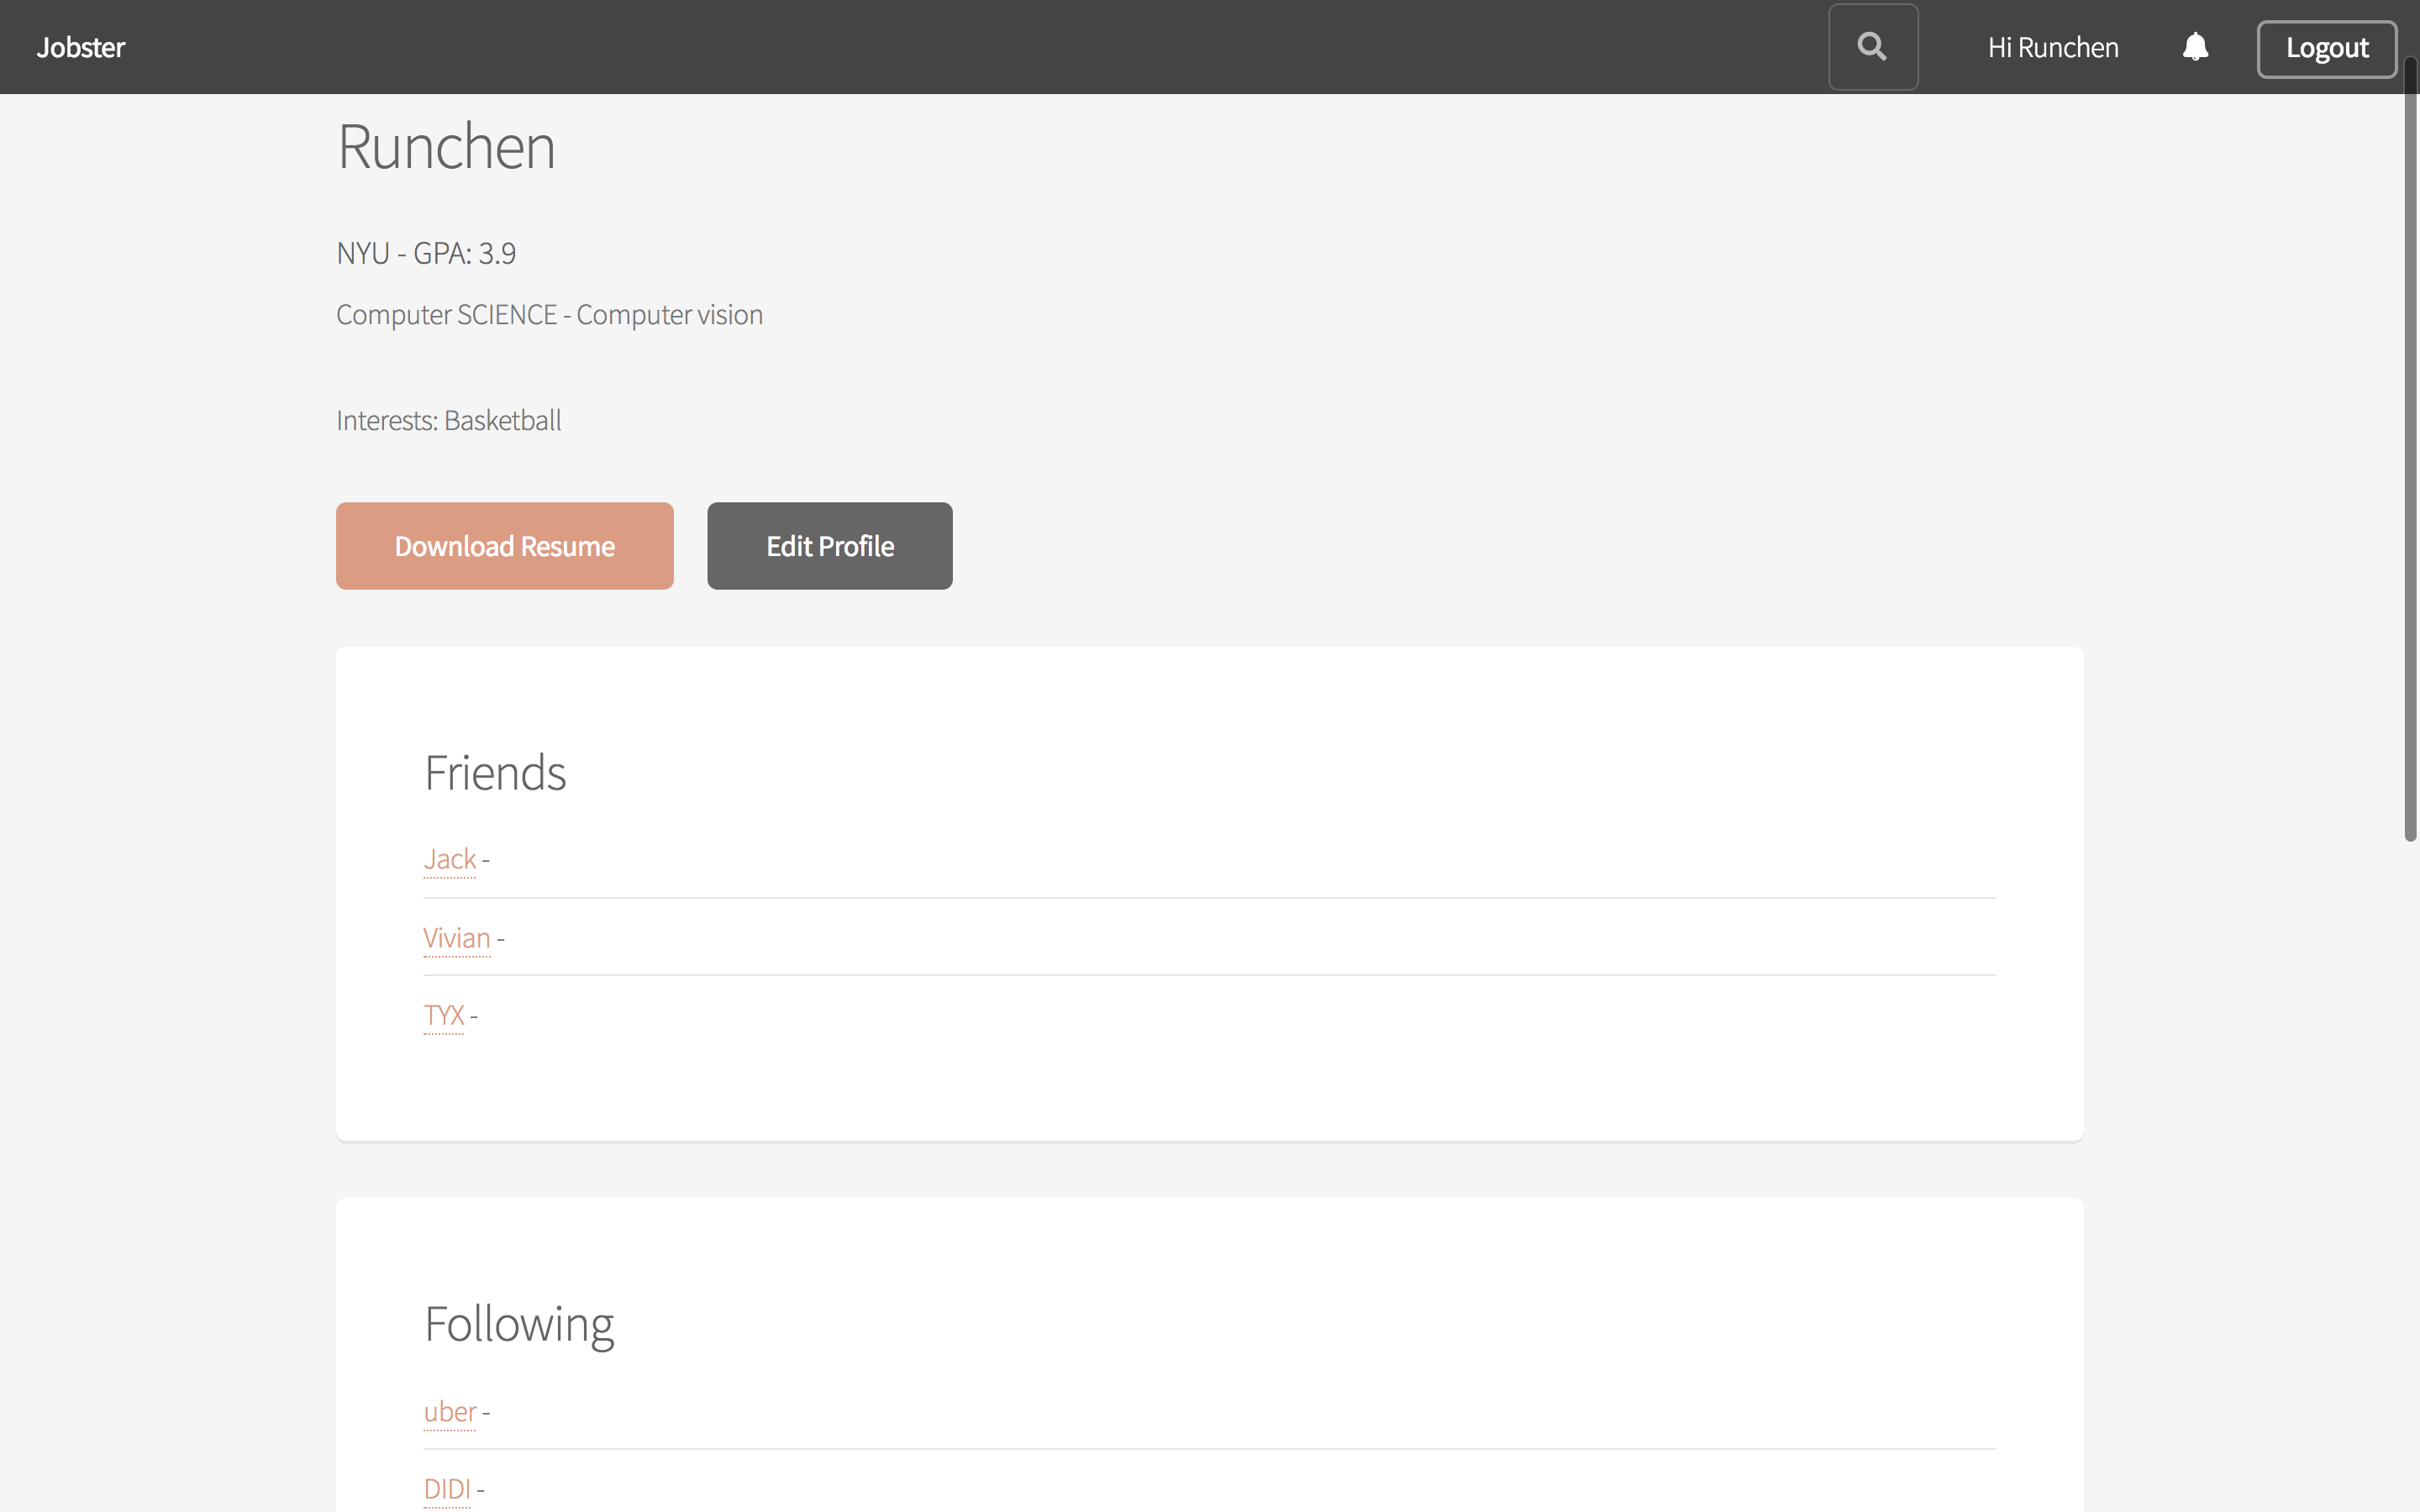 Jobster
Hi Runchen
Logout
Runchen
NYU - GPA: 3.9
Computer SCIENCE - Computer vision
Interests: Basketball
Download Resume
Edit Profile
Friends
Jack -
Vivian -
TYX -
Following
uber -
DIDI -